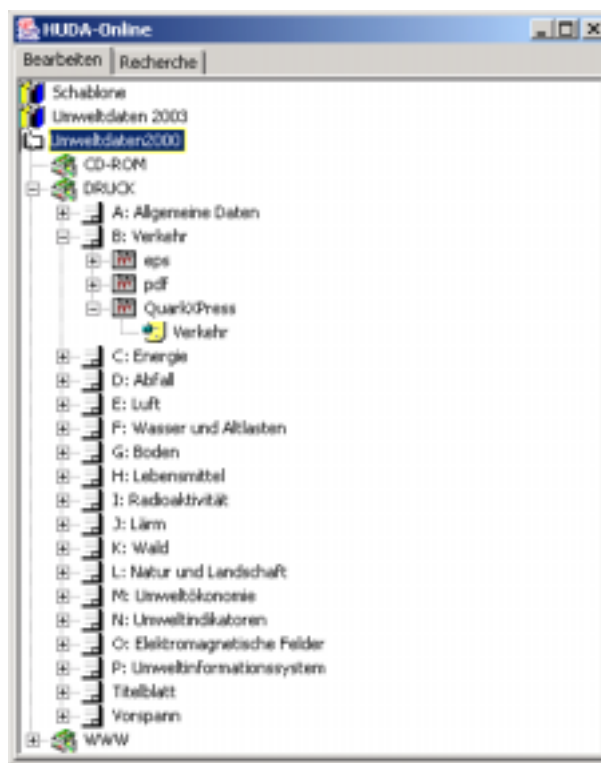 HUDA-Online
Bearbeiten Recherche
Schablone
Umweltdaten 2003
Umweltdaten2000
CD-ROM
DRUCK
A: Allgemeine Daten
B: Verkehr
eps
pdf
QuarkXPress
Verkehr
C: Energie
D: Abfall
E: Luft
F: Wasser und Altlasten
G: Boden
H: Lebensmittel
I: Radioaktivität
J: Lärm
K: Wald
L: Natur und Landschaft
M: Umweltökonomie
N: Umweltindikatoren
O: Elektromagnetische Felder
P: Umweltinformationssystem
Titelblatt
Vorspann
WWW